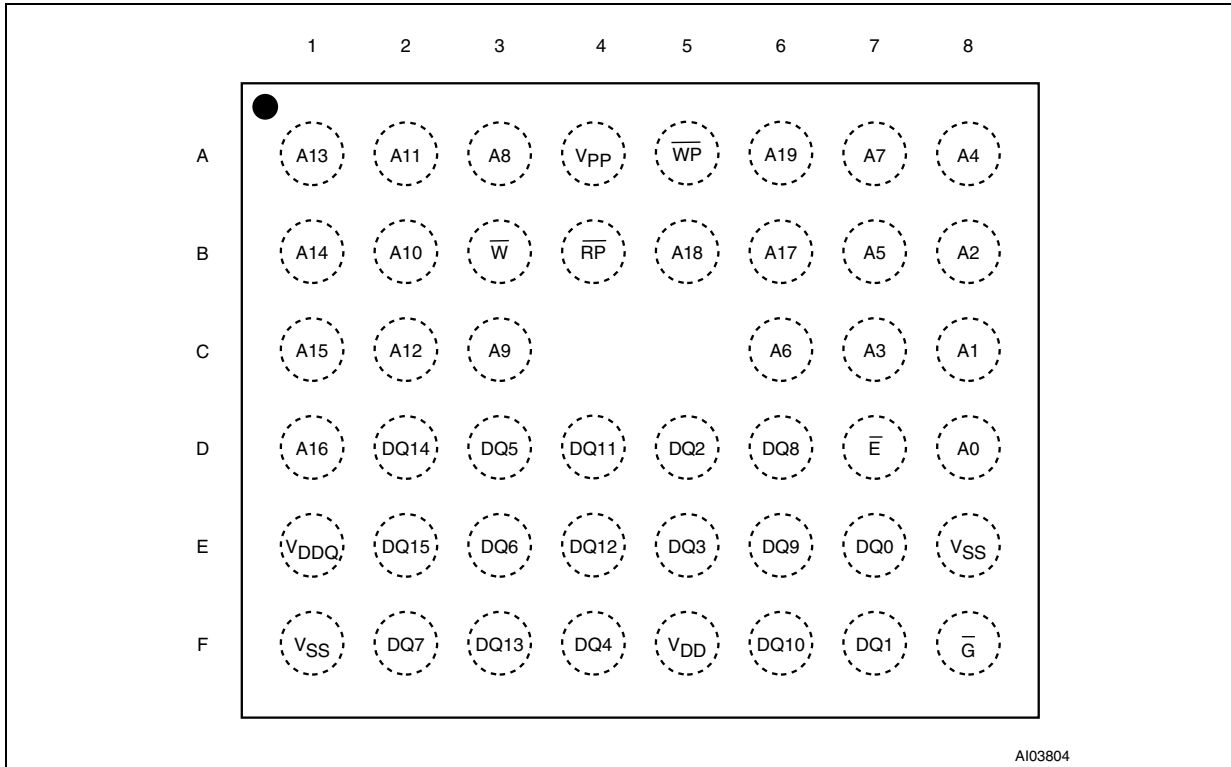 1 2 3 4 5 6 7 8
A A13 A11 A8 VPP W̅P̅ A19 A7 A4
B A14 A10 W̅ R̅P̅ A18 A17 A5 A2
C A15 A12 A9 A6 A3 A1
D A16 DQ14 DQ5 DQ11 DQ2 DQ8 E̅ A0
E VDDQ DQ15 DQ6 DQ12 DQ3 DQ9 DQ0 VSS
F VSS DQ7 DQ13 DQ4 VDD DQ10 DQ1 G̅
AI03804